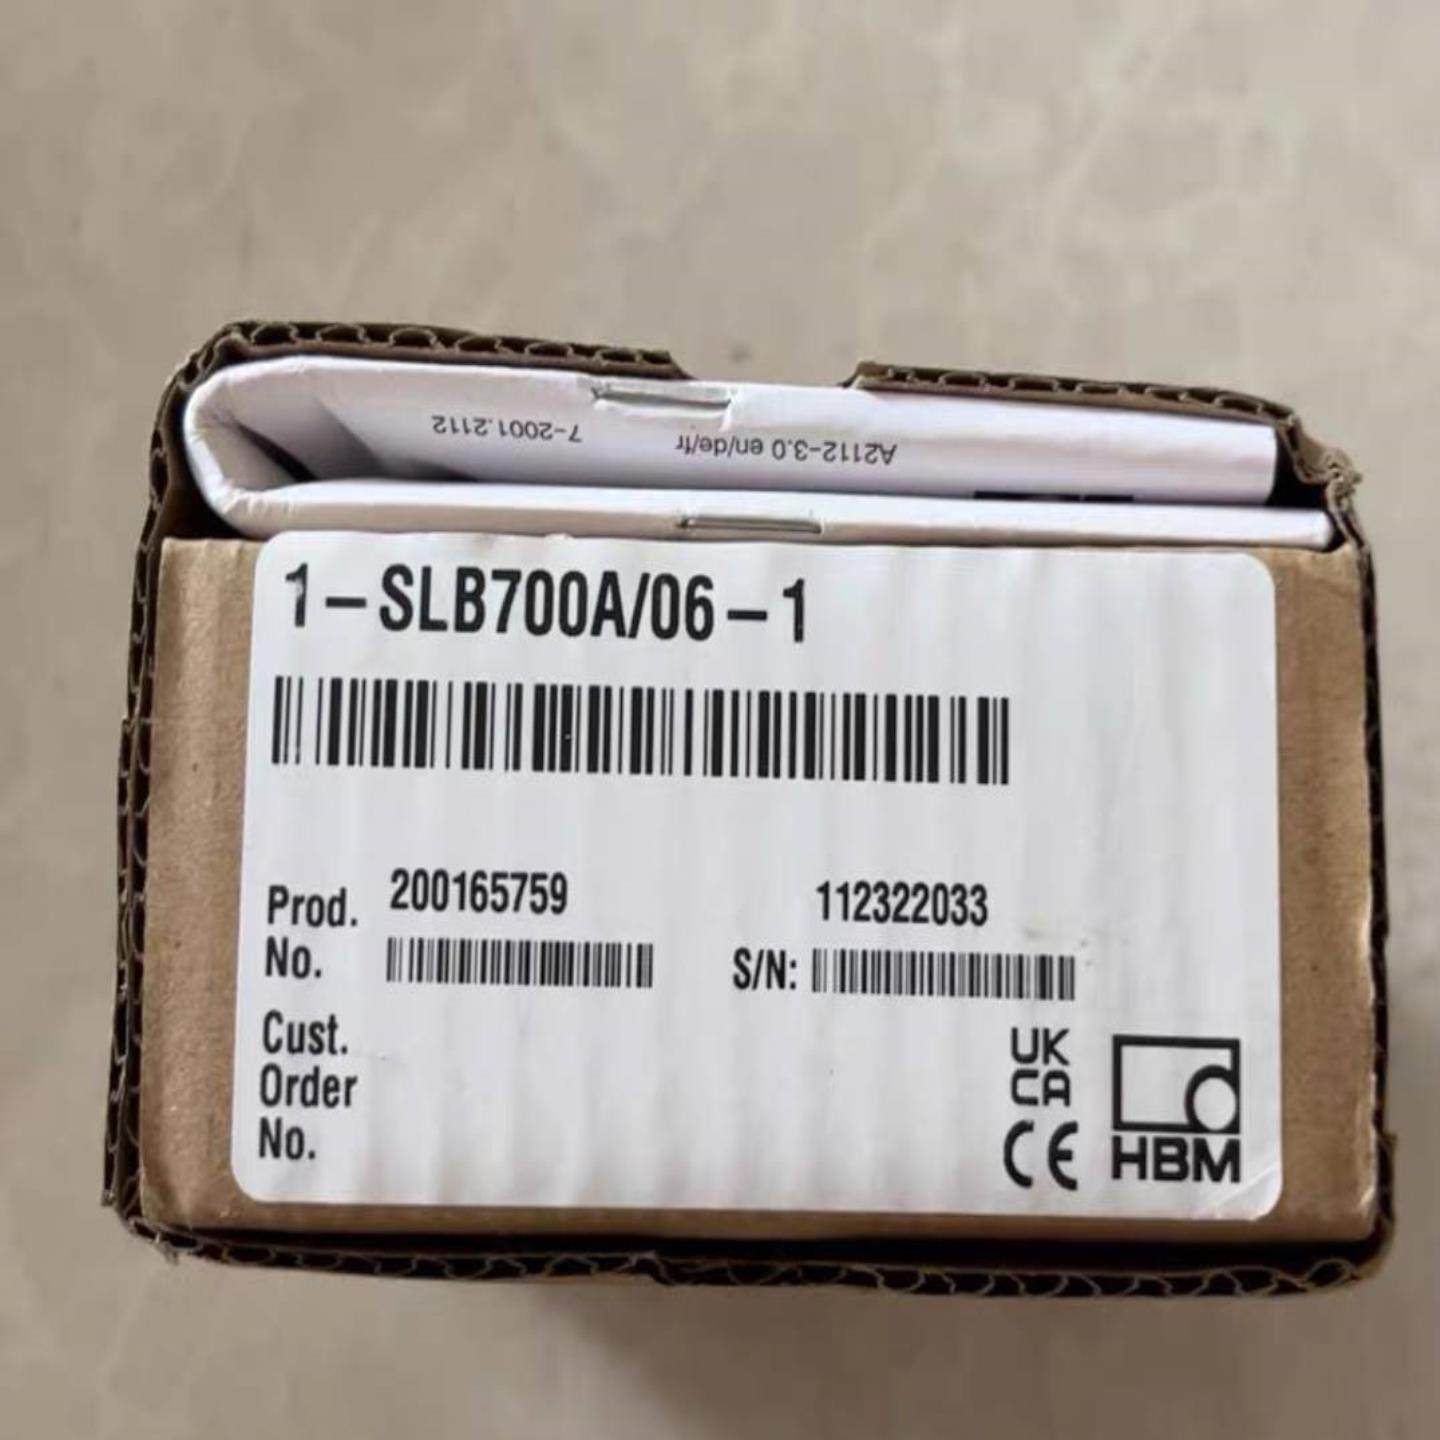 7-2001.2112
A2112-3.0 en/de/fr
1-SLB700A/06-1
Prod. No. 200165759
S/N: 112322033
Cust.
Order
No.
UK
CA
CE
HBM